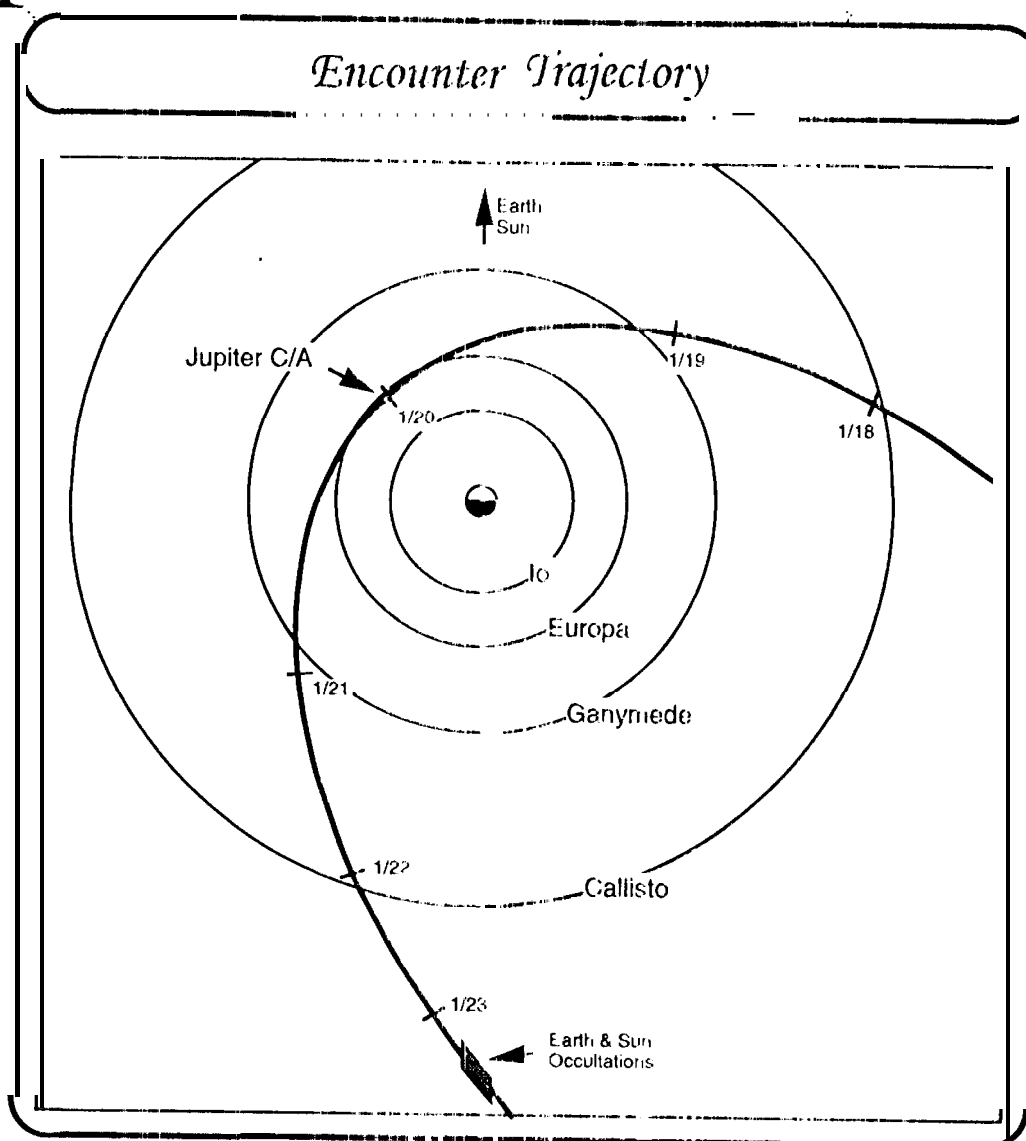 Encounter Trajectory
Earth
Sun
Jupiter C/A
1/20
1/19
1/18
Io
Europa
1/21
Ganymede
1/22
Callisto
1/23
Earth & Sun
Occultations